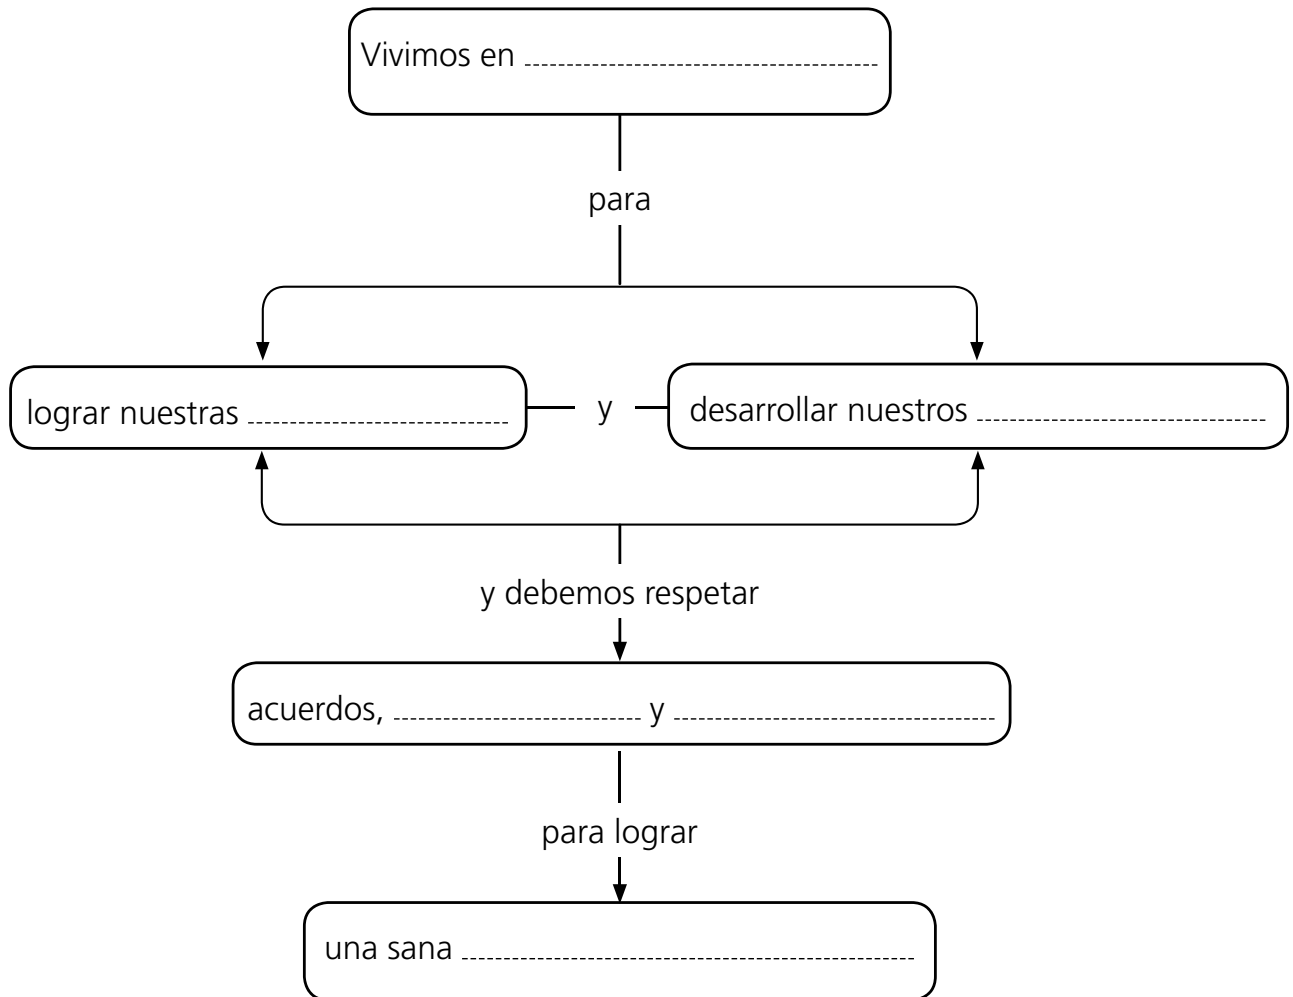 Vivimos en
para
lograr nuestras
y
desarrollar nuestros
y debemos respetar
acuerdos, y
para lograr
una sana